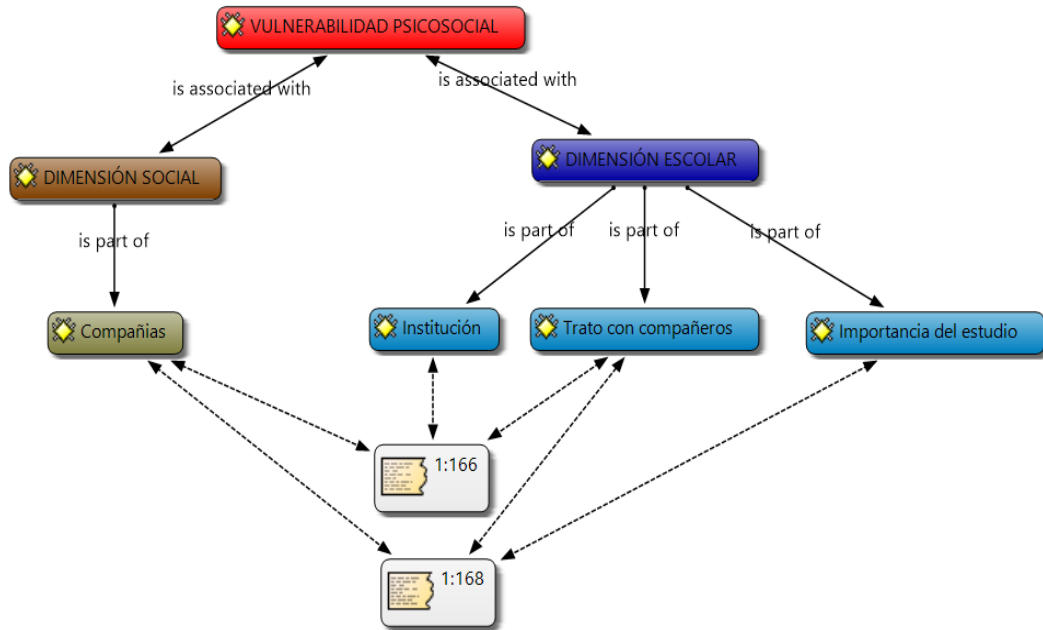 VULNERABILIDAD PSICOSOCIAL
is associated with
is associated with
DIMENSIÓN SOCIAL
DIMENSIÓN ESCOLAR
is part of
is part of
is part of
is part of
Compañias
Institución
Trato con compañeros
Importancia del estudio
1:166
1:168